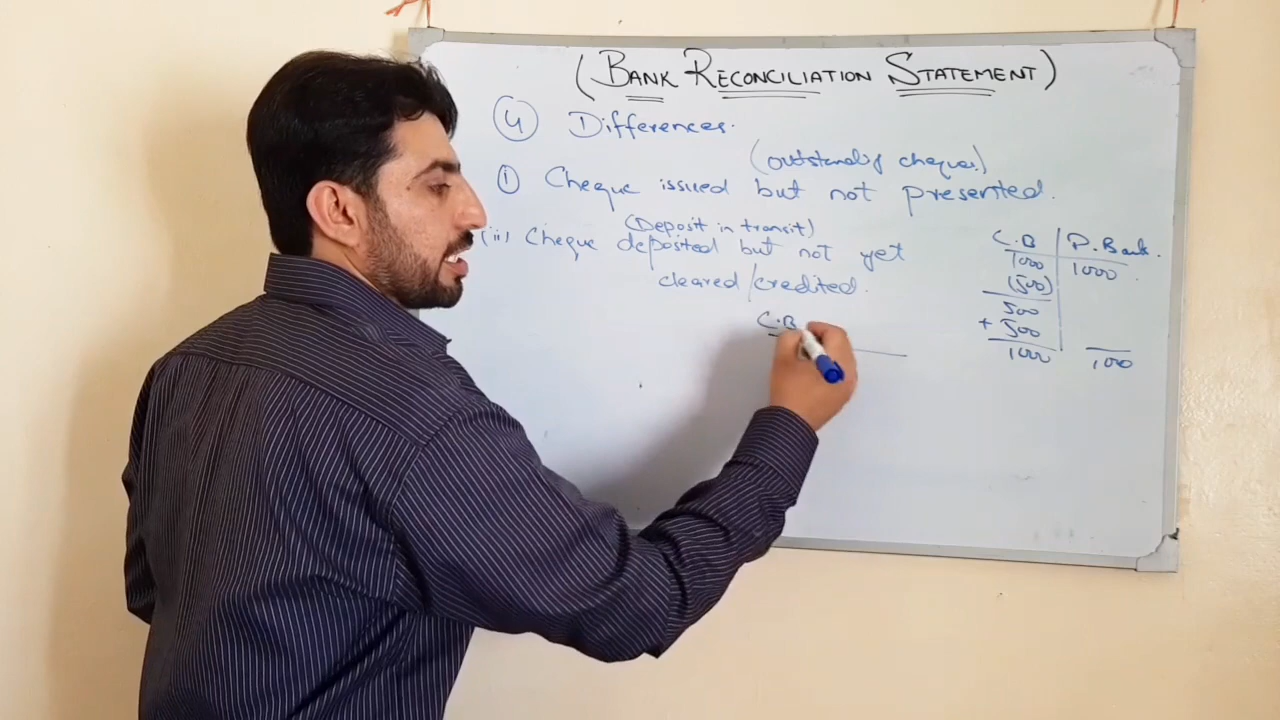 (BANK RECONCILIATION STATEMENT)
4 Differences.
(outstanding cheques)
(i) Cheque issued but not presented.
(Deposit in transit)
(ii) Cheque deposited but not yet
cleared/credited.
C.B P.Bank.
1000 1000
(500)
500
+ 500
1000 1000
C.B